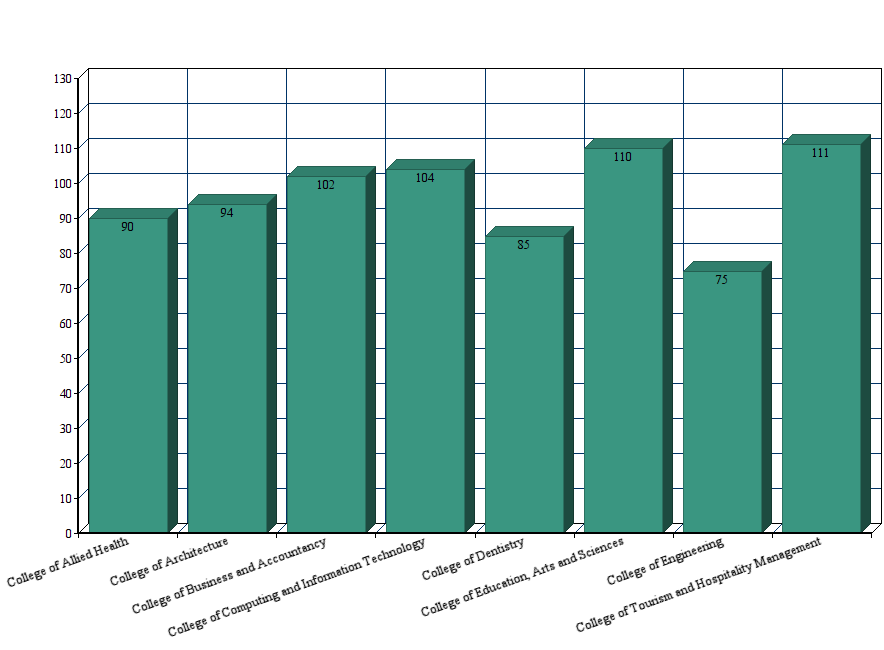 130
120
110
100
90
80
70
60
50
40
30
20
10
0
90
94
102
104
85
110
75
111
College of Allied Health
College of Architecture
College of Business and Accountancy
College of Computing and Information Technology
College of Dentistry
College of Education, Arts and Sciences
College of Engineering
College of Tourism and Hospitality Management